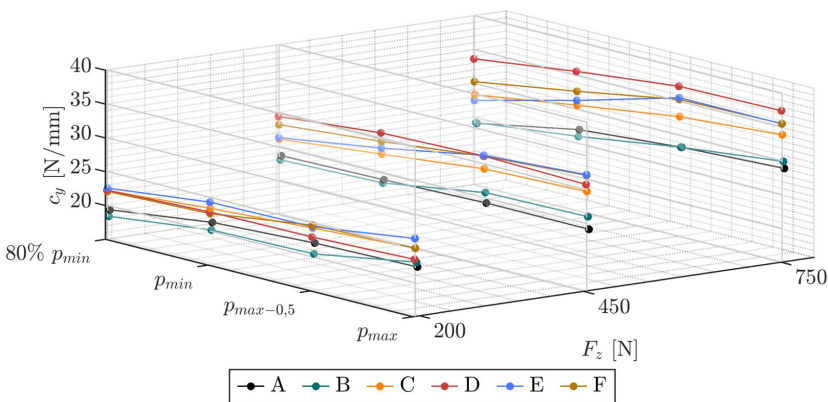 40
35
30
25
20
c_y [N/mm]
80% p_min
p_min
p_max−0,5
p_max
200
450
750
F_z [N]
A B C D E F